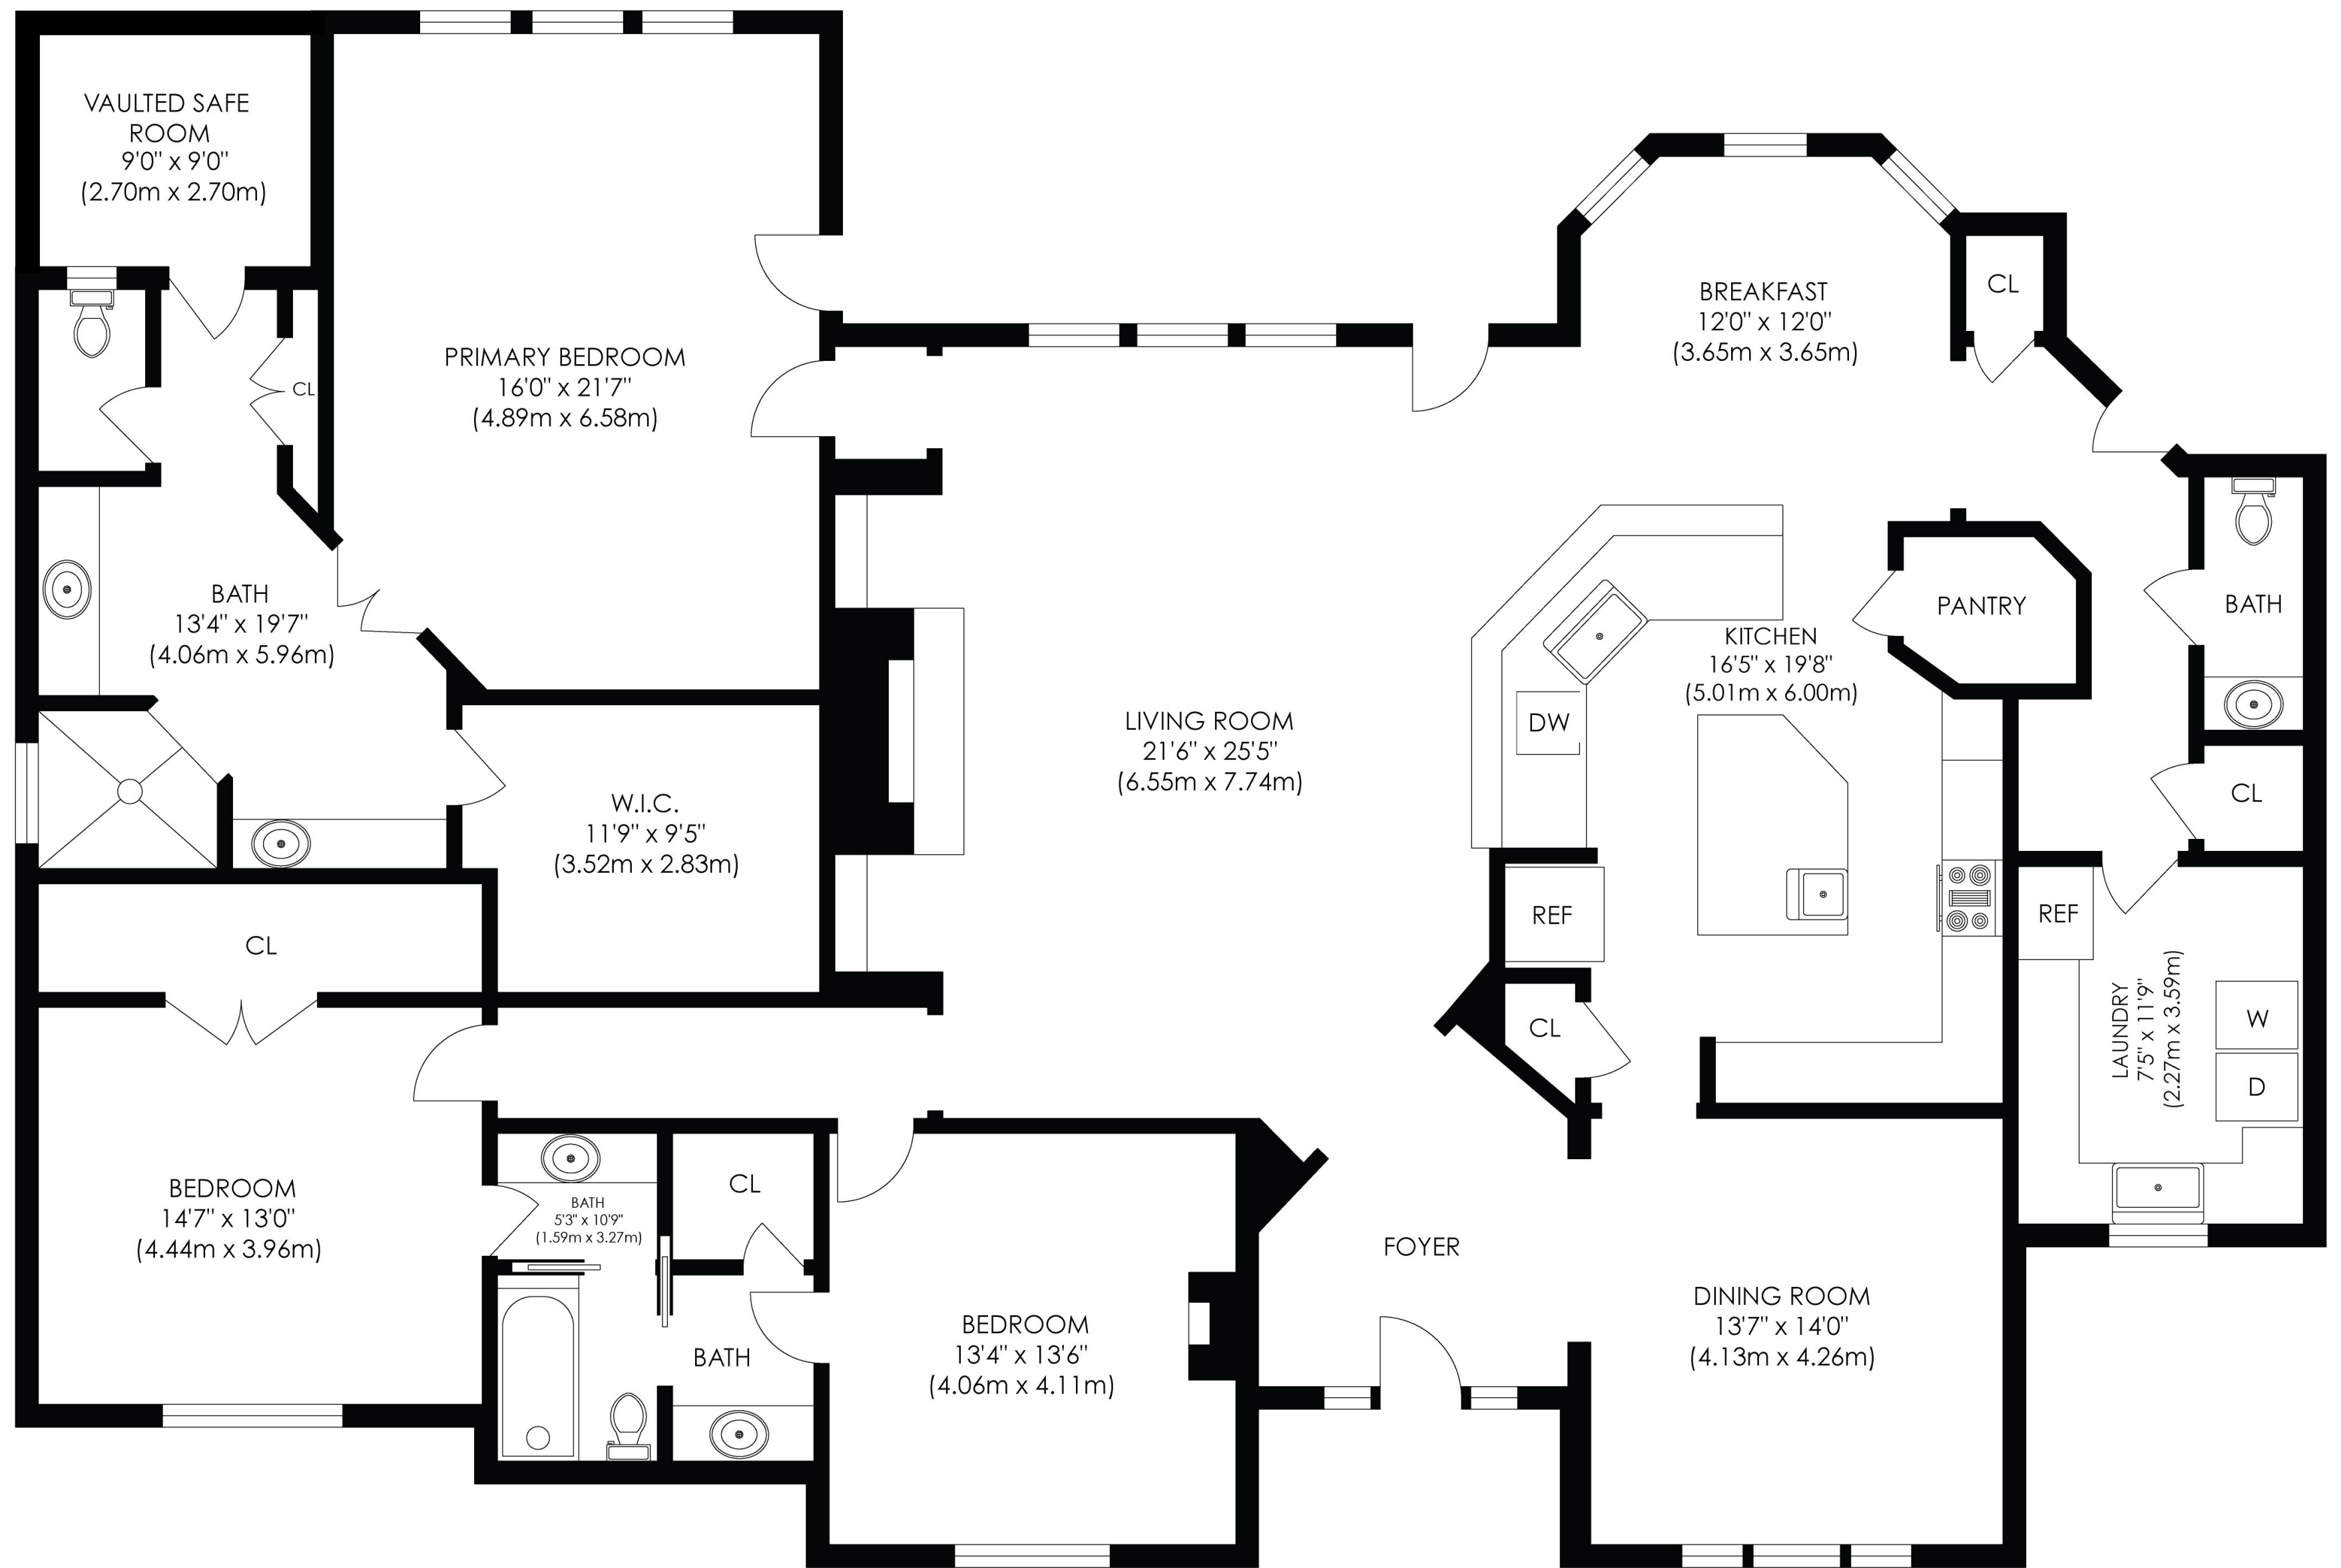 VAULTED SAFE
ROOM
9'0" x 9'0"
(2.70m x 2.70m)
PRIMARY BEDROOM
16'0" x 21'7"
(4.89m x 6.58m)
CL
BREAKFAST
12'0" x 12'0"
(3.65m x 3.65m)
CL
BATH
13'4" x 19'7"
(4.06m x 5.96m)
LIVING ROOM
21'6" x 25'5"
(6.55m x 7.74m)
KITCHEN
16'5" x 19'8"
(5.01m x 6.00m)
PANTRY
BATH
DW
CL
W.I.C.
11'9" x 9'5"
(3.52m x 2.83m)
REF
REF
CL
CL
LAUNDRY
7'5" x 11'9"
(2.27m x 3.59m)
W
D
BEDROOM
14'7" x 13'0"
(4.44m x 3.96m)
BATH
5'3" x 10'9"
(1.59m x 3.27m)
CL
BATH
BEDROOM
13'4" x 13'6"
(4.06m x 4.11m)
FOYER
DINING ROOM
13'7" x 14'0"
(4.13m x 4.26m)